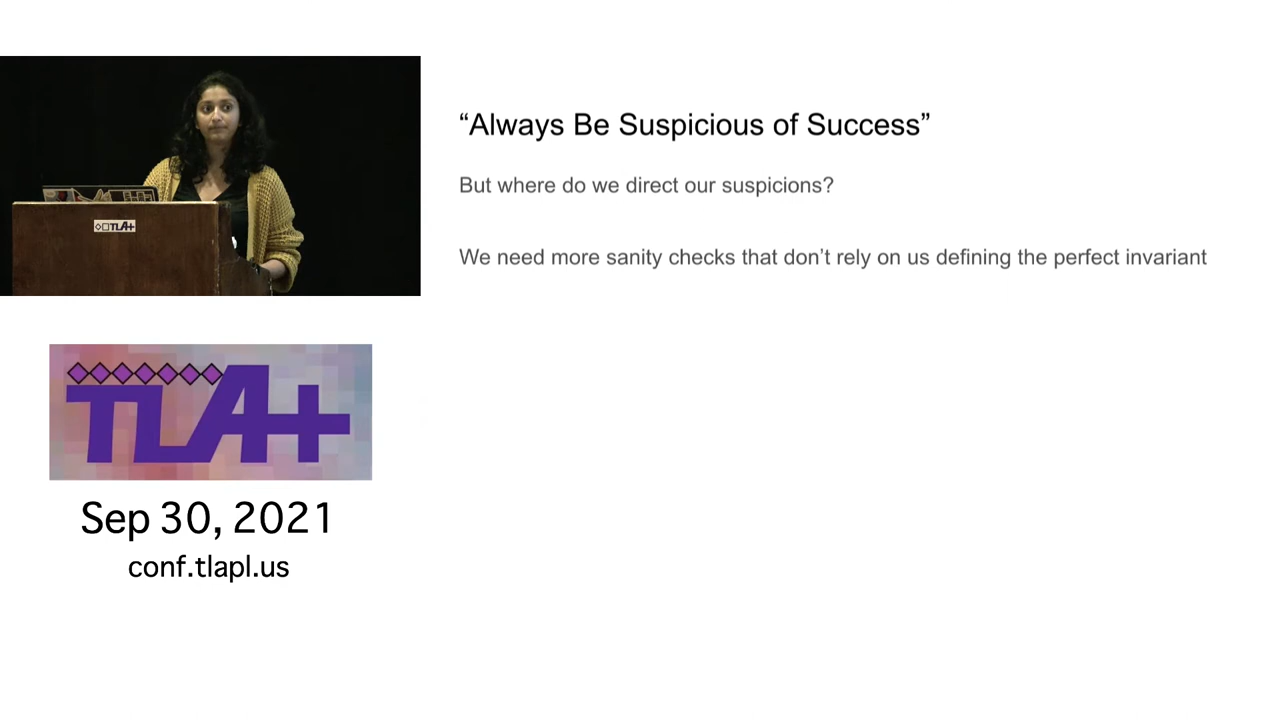 “Always Be Suspicious of Success”
But where do we direct our suspicions?
We need more sanity checks that don’t rely on us defining the perfect invariant
TLA+
TLA+
Sep 30, 2021
conf.tlapl.us